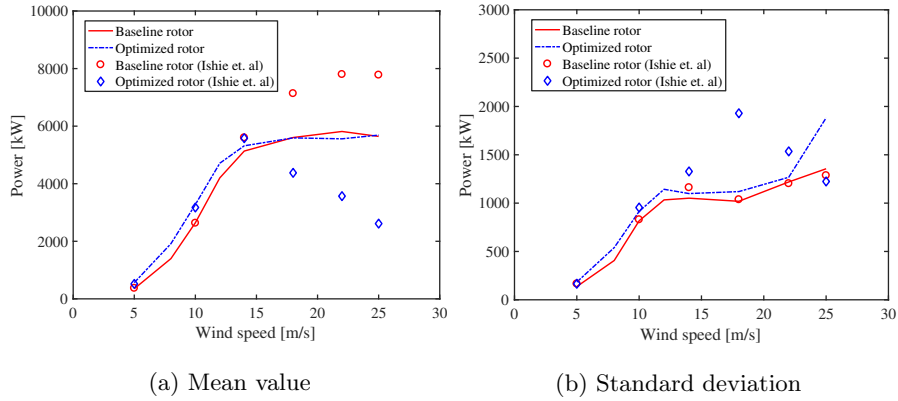 10000
8000
6000
4000
2000
0
Power [kW]
Baseline rotor
Optimized rotor
Baseline rotor (Ishie et. al)
Optimized rotor (Ishie et. al)
0 5 10 15 20 25 30
Wind speed [m/s]
(a) Mean value
3000
2500
2000
1500
1000
500
0
Power [kW]
Baseline rotor
Optimized rotor
Baseline rotor (Ishie et. al)
Optimized rotor (Ishie et. al)
0 5 10 15 20 25 30
Wind speed [m/s]
(b) Standard deviation